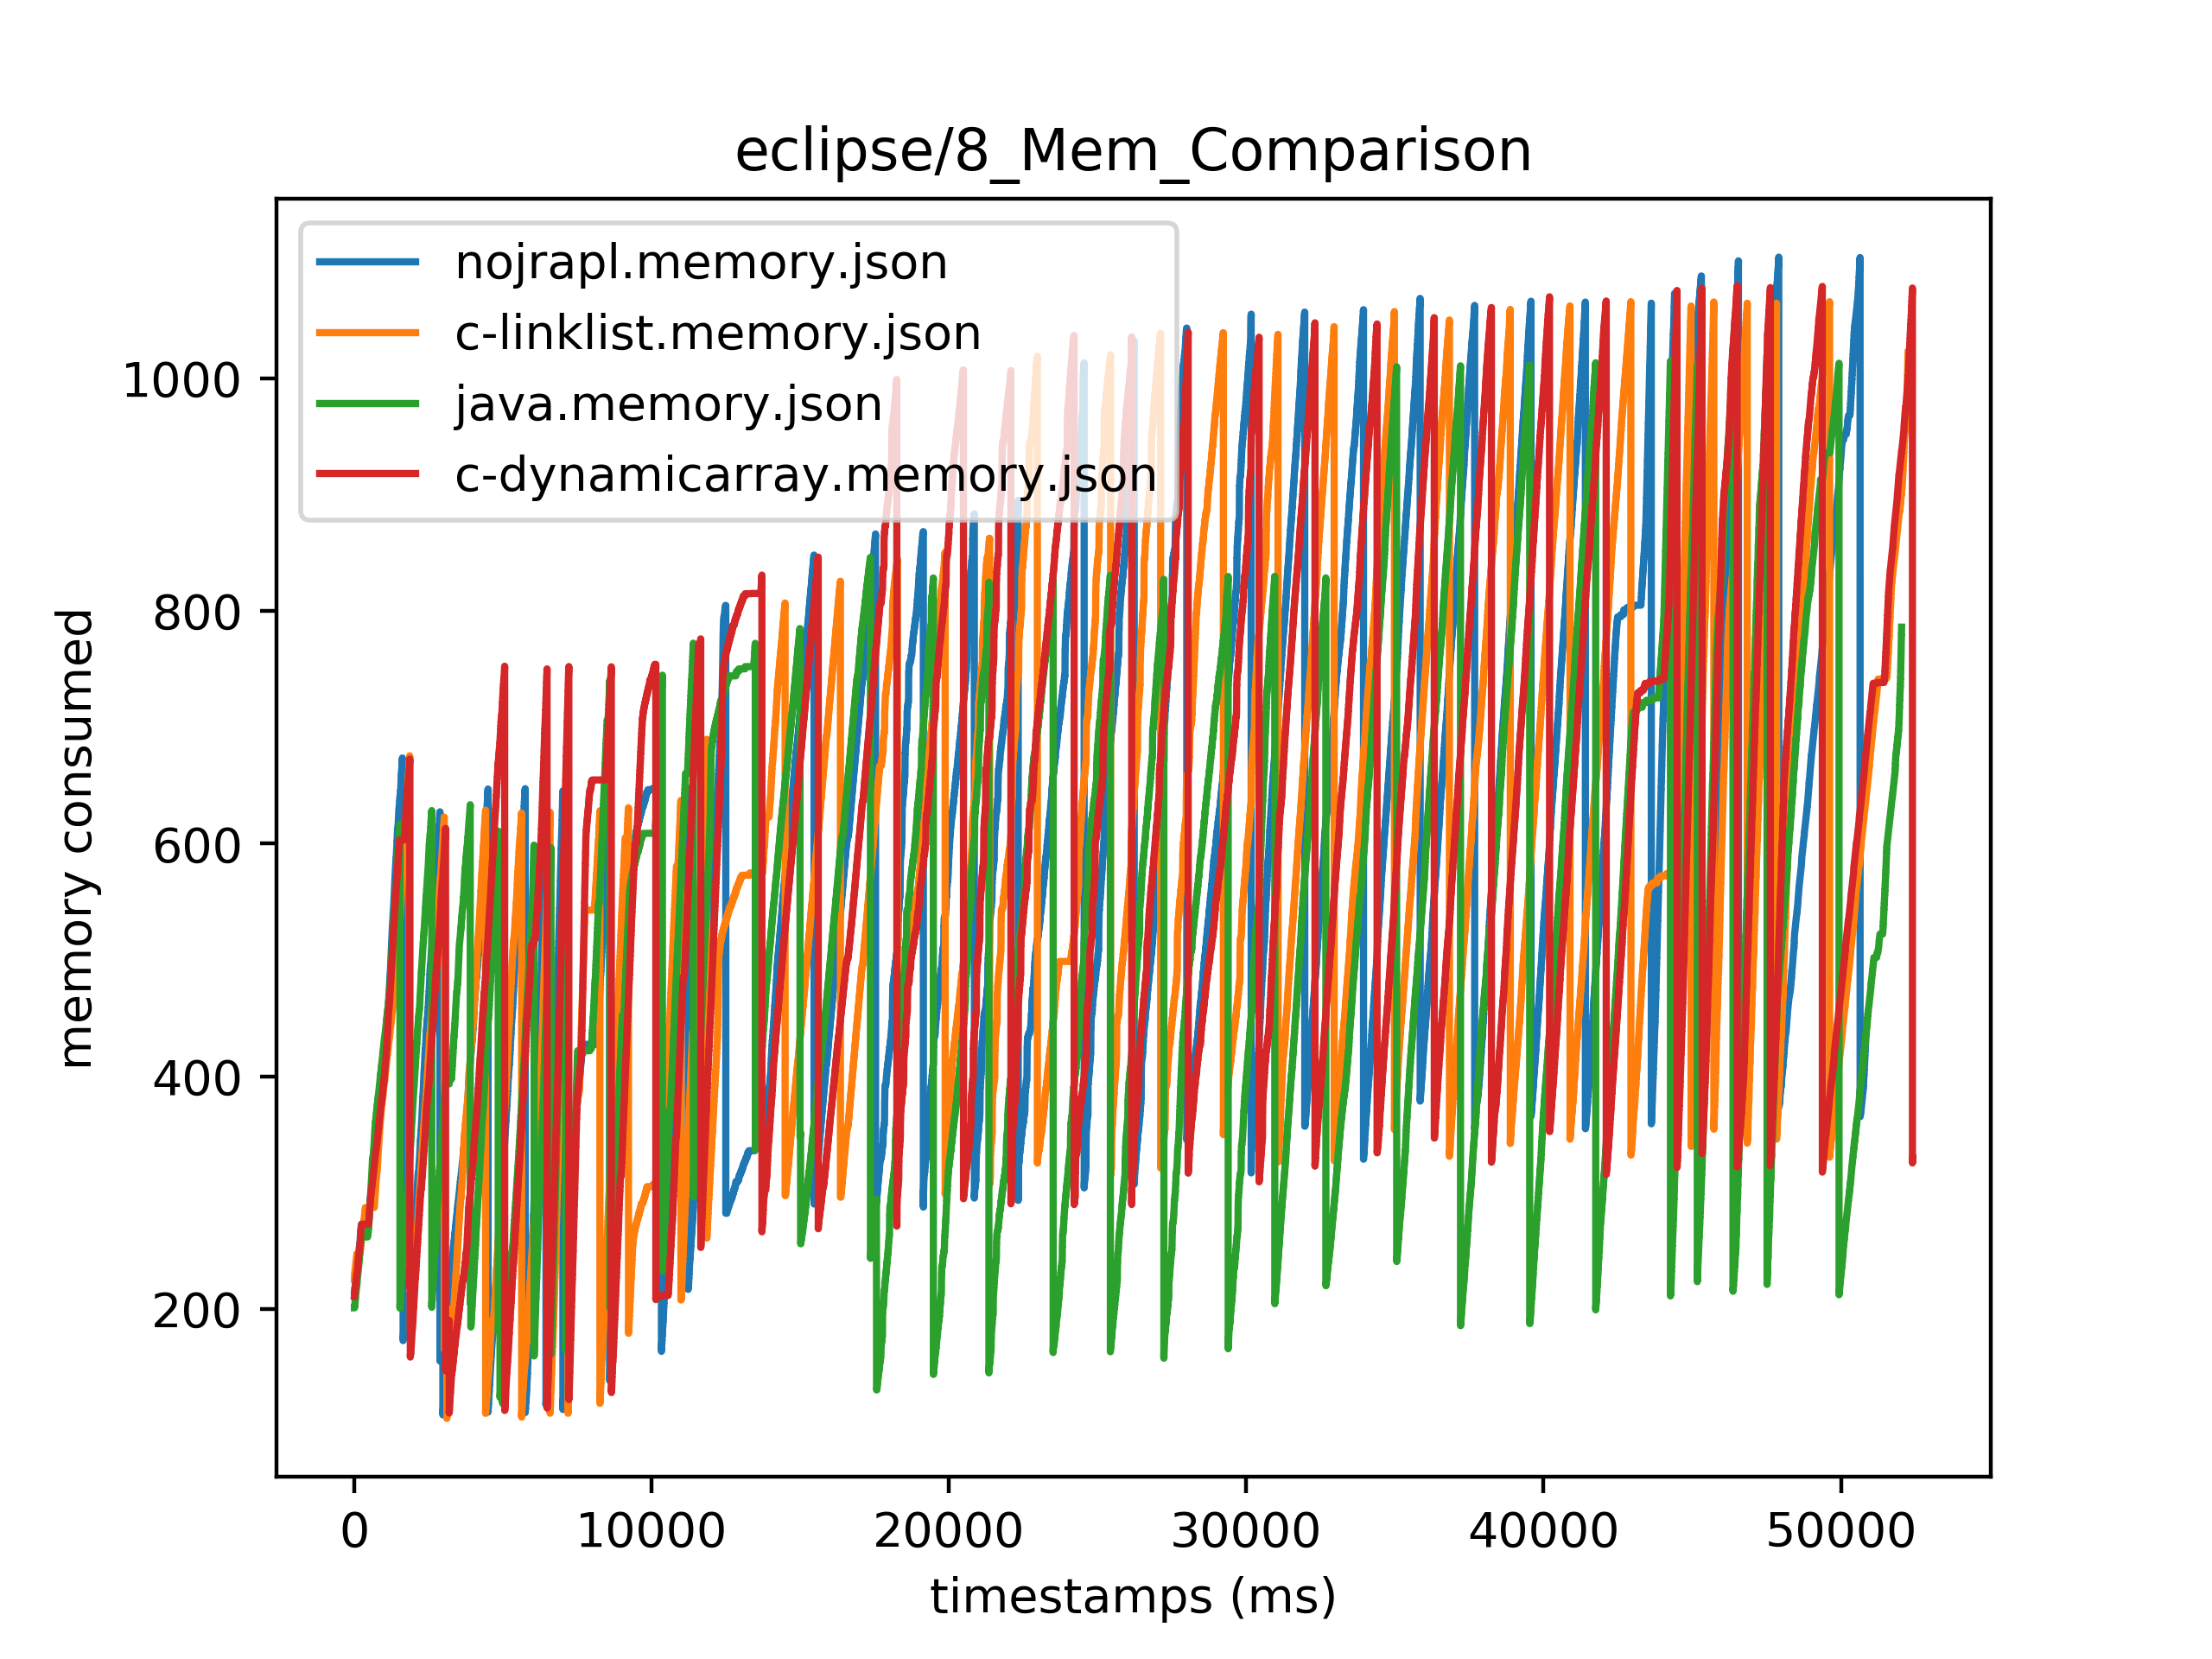 eclipse/8_Mem_Comparison
nojrapl.memory.json
c-linklist.memory.json
java.memory.json
c-dynamicarray.memory.json
memory consumed
1000
800
600
400
200
0 10000 20000 30000 40000 50000
timestamps (ms)